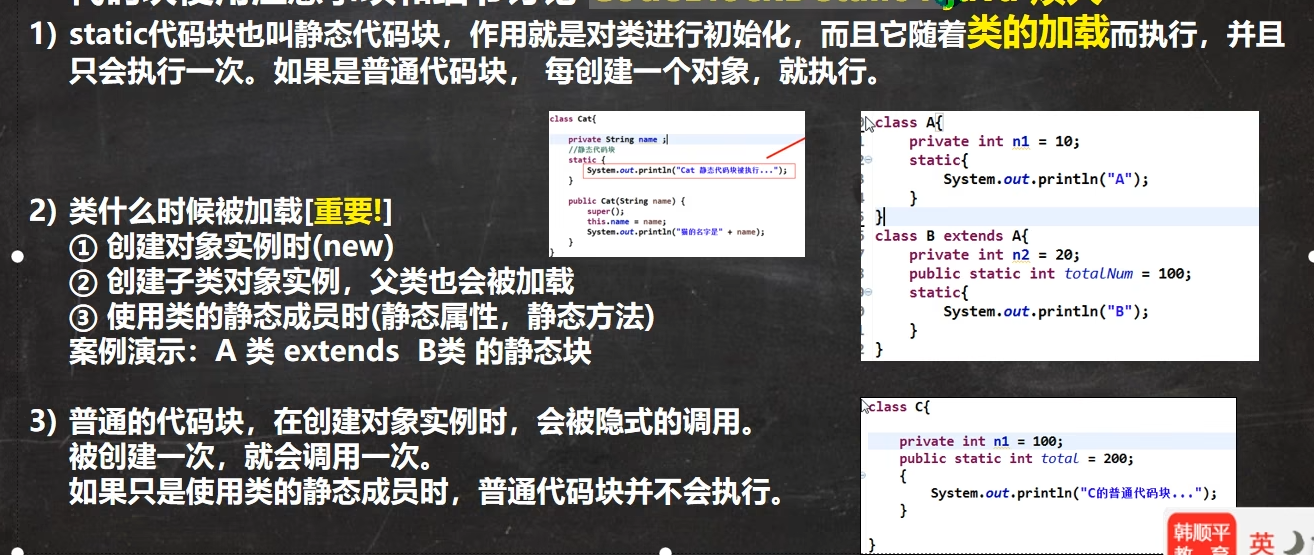 1) static代码块也叫静态代码块，作用就是对类进行初始化，而且它随着类的加载而执行，并且
只会执行一次。如果是普通代码块， 每创建一个对象，就执行。
class Cat{
private String name ;
//静态代码块
static {
System.out.println("Cat 静态代码块被执行...");
}
public Cat(String name) {
super();
this.name = name;
System.out.println("猫的名字是" + name);
}
}
class A{
private int n1 = 10;
static{
System.out.println("A");
}
}
class B extends A{
private int n2 = 20;
public static int totalNum = 100;
static{
System.out.println("B");
}
}
2) 类什么时候被加载[重要!]
① 创建对象实例时(new)
② 创建子类对象实例，父类也会被加载
③ 使用类的静态成员时(静态属性，静态方法)
案例演示：A 类 extends B类 的静态块
3) 普通的代码块，在创建对象实例时，会被隐式的调用。
被创建一次，就会调用一次。
如果只是使用类的静态成员时，普通代码块并不会执行。
class C{
private int n1 = 100;
public static int total = 200;
{
System.out.println("C的普通代码块...");
}
}
韩顺平
教 育
英